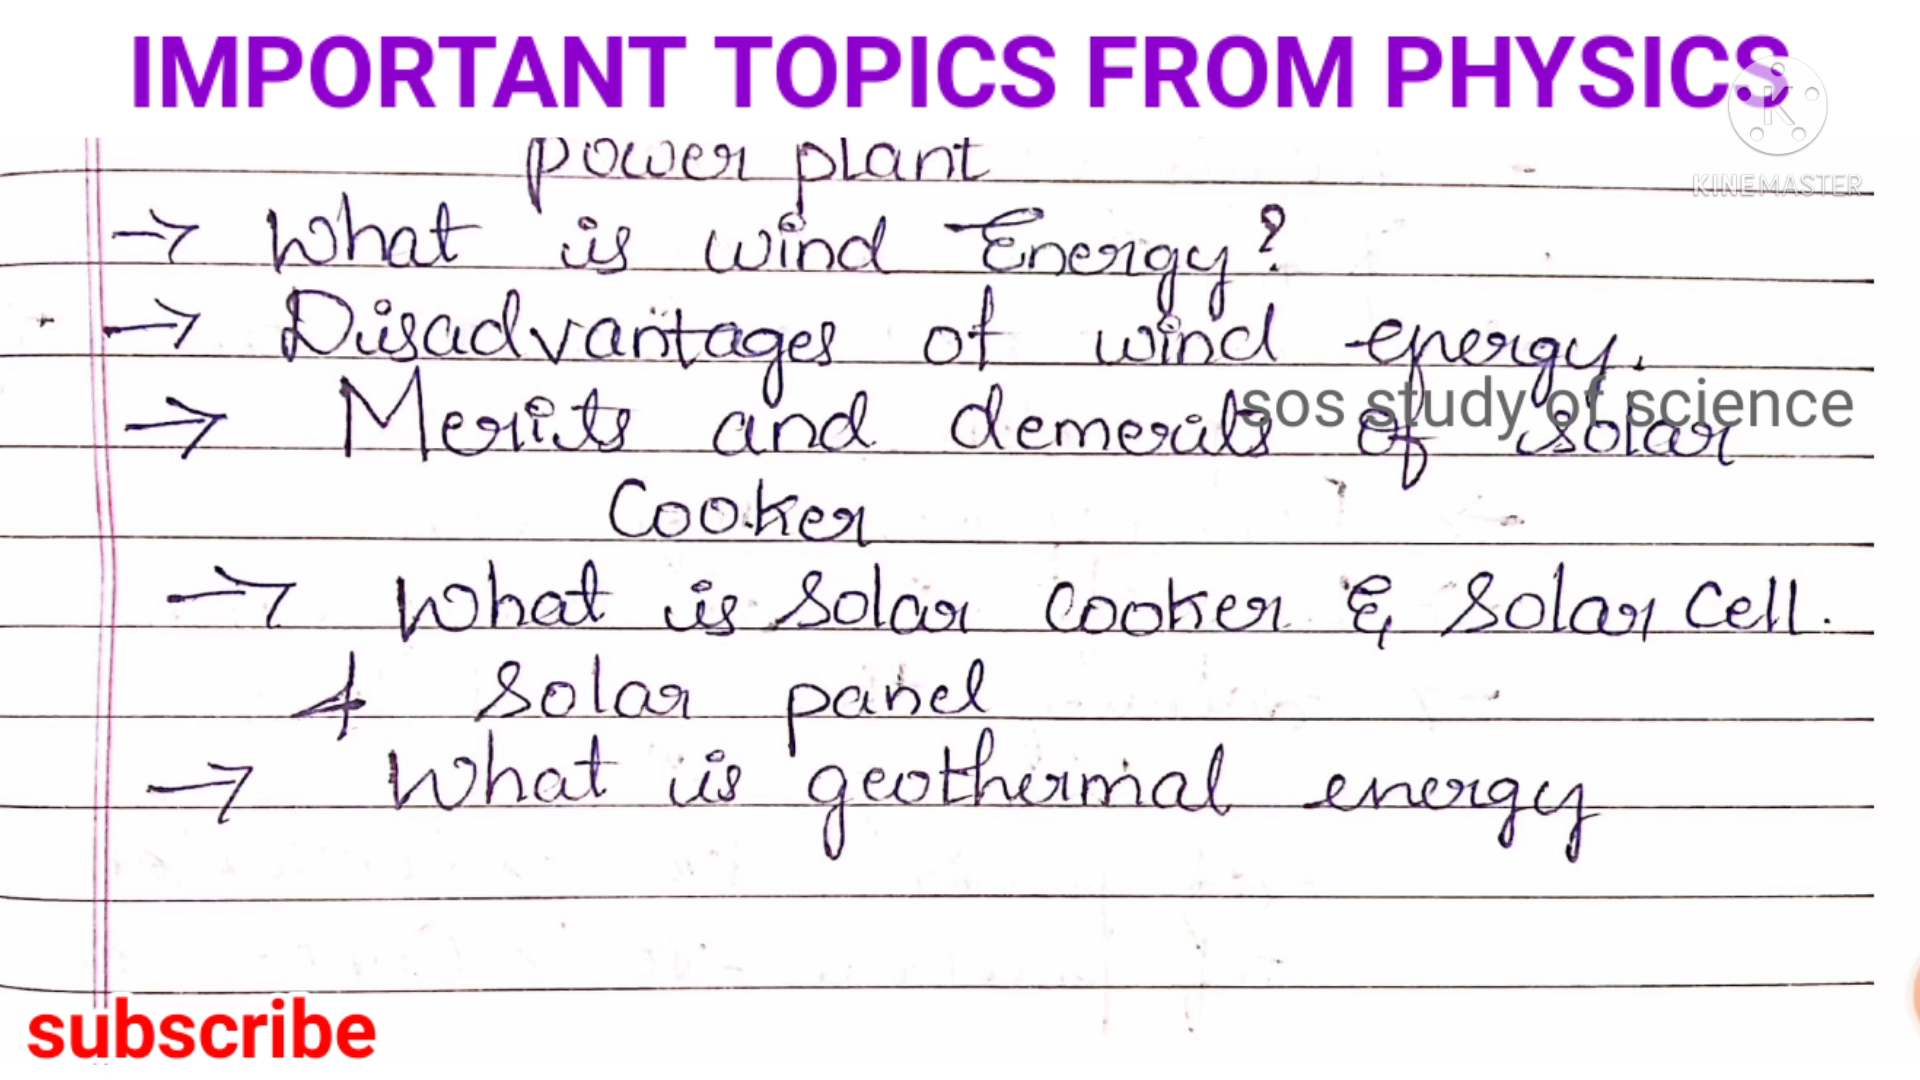 IMPORTANT TOPICS FROM PHYSICS
K
KINEMASTER
power plant
→ What is wind Energy?
→ Disadvantages of wind energy.
sos study of science
→ Merits and demerits of solar
Cooker
→ What is Solar cooker & Solar Cell.
& Solar panel
→ What is geothermal energy
subscribe